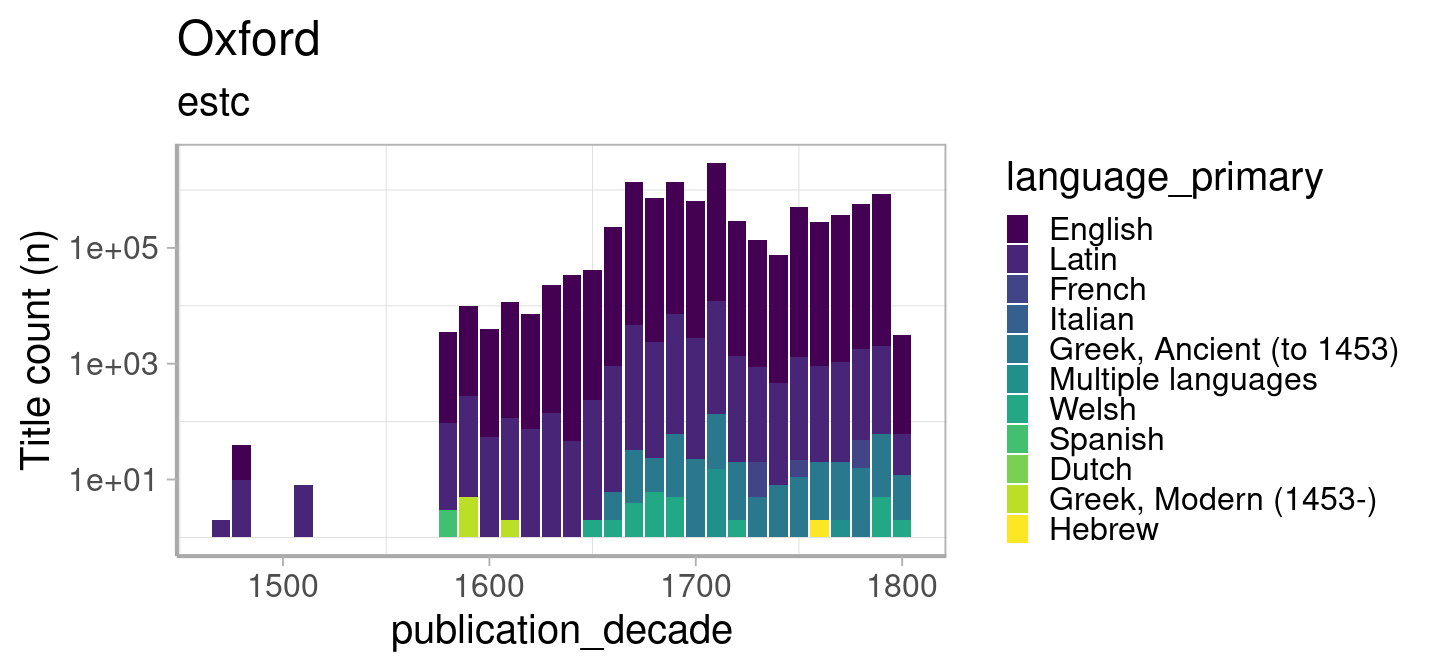 Oxford
estc
Title count (n)
1e+05
1e+03
1e+01
1500
1600
1700
1800
publication_decade
language_primary
English
Latin
French
Italian
Greek, Ancient (to 1453)
Multiple languages
Welsh
Spanish
Dutch
Greek, Modern (1453-)
Hebrew